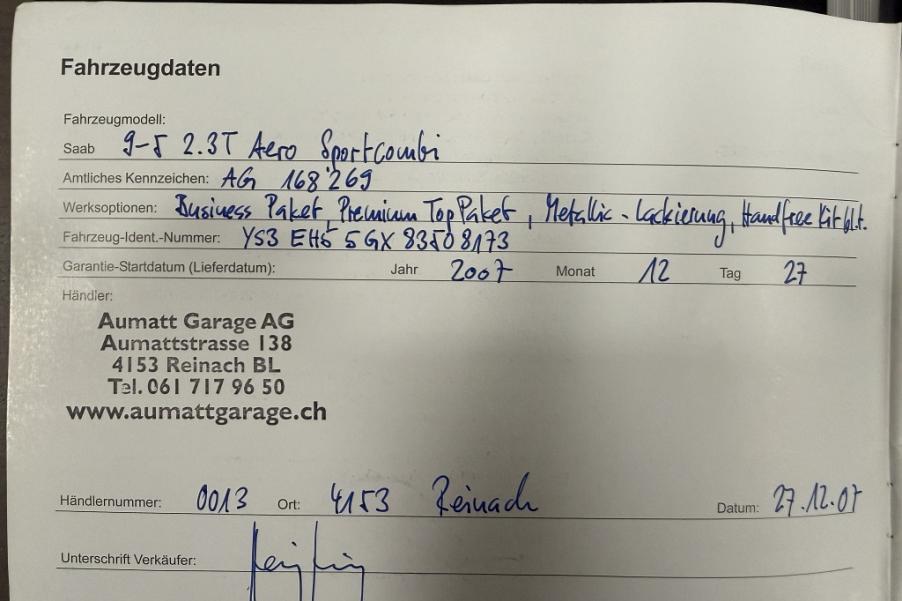 Fahrzeugdaten
Fahrzeugmodell:
Saab 9-5 2.3T Aero Sportcombi
Amtliches Kennzeichen: AG 168'269
Werksoptionen: Business Paket, Premium Top Paket, Metallic-Lackierung, Handfree Kit
Fahrzeug-Ident.-Nummer: YS3 EH55GX 83508173
Garantie-Startdatum (Lieferdatum): Jahr 2007 Monat 12 Tag 27
Händler:
Aumatt Garage AG
Aumattstrasse 138
4153 Reinach BL
Tel. 061 717 96 50
www.aumattgarage.ch
Händlernummer: 0013 Ort: 4153 Reinach Datum: 27.12.07
Unterschrift Verkäufer: